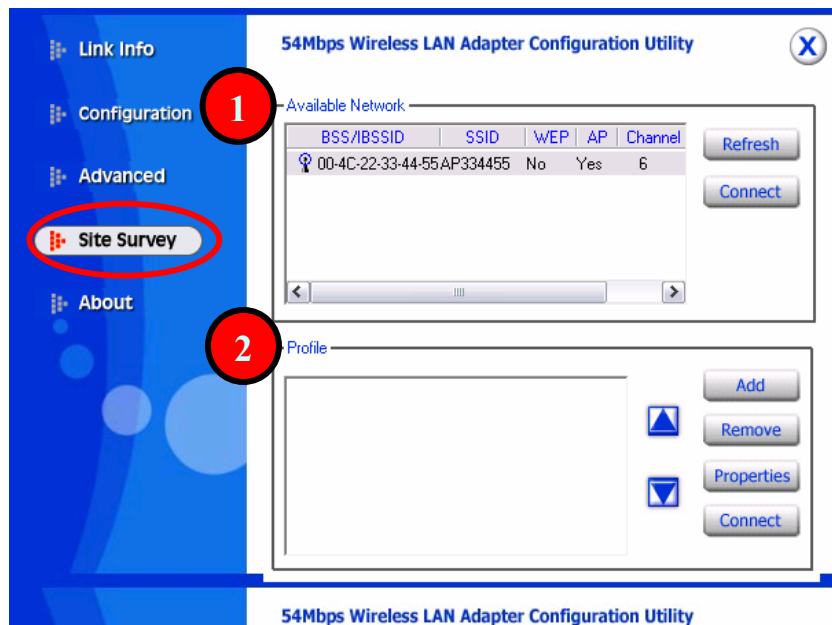 Link Info
Configuration
Advanced
Site Survey
About
54Mbps Wireless LAN Adapter Configuration Utility
X
1
Available Network
BSS/IBSSID SSID WEP AP Channel
00-4C-22-33-44-55 AP334455 No Yes 6
Refresh
Connect
2
Profile
Add
Remove
Properties
Connect
54Mbps Wireless LAN Adapter Configuration Utility